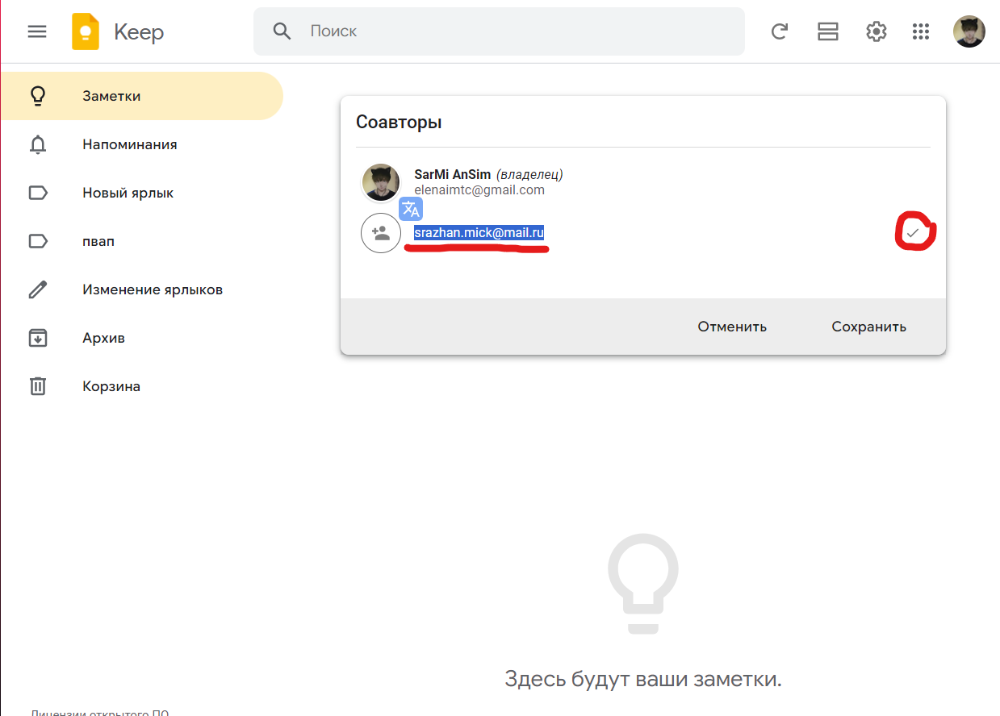 Keep
Поиск
Заметки
Напоминания
Новый ярлык
пвап
Изменение ярлыков
Архив
Корзина
Соавторы
SarMi AnSim (владелец)
elenaimtc@gmail.com
srazhan.mick@mail.ru
Отменить
Сохранить
Здесь будут ваши заметки.
Лицензии открытого ПО